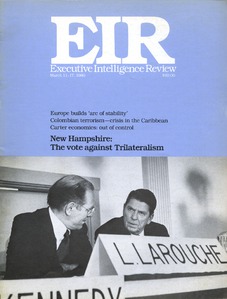 EIR
Executive Intelligence Review
Europe builds 'arc of stability'
Colombian terrorism—crisis in the Caribbean
Carter economics: out of control
New Hampshire:
The vote against Trilateralism
L. LAROUCHE
KENNEDY